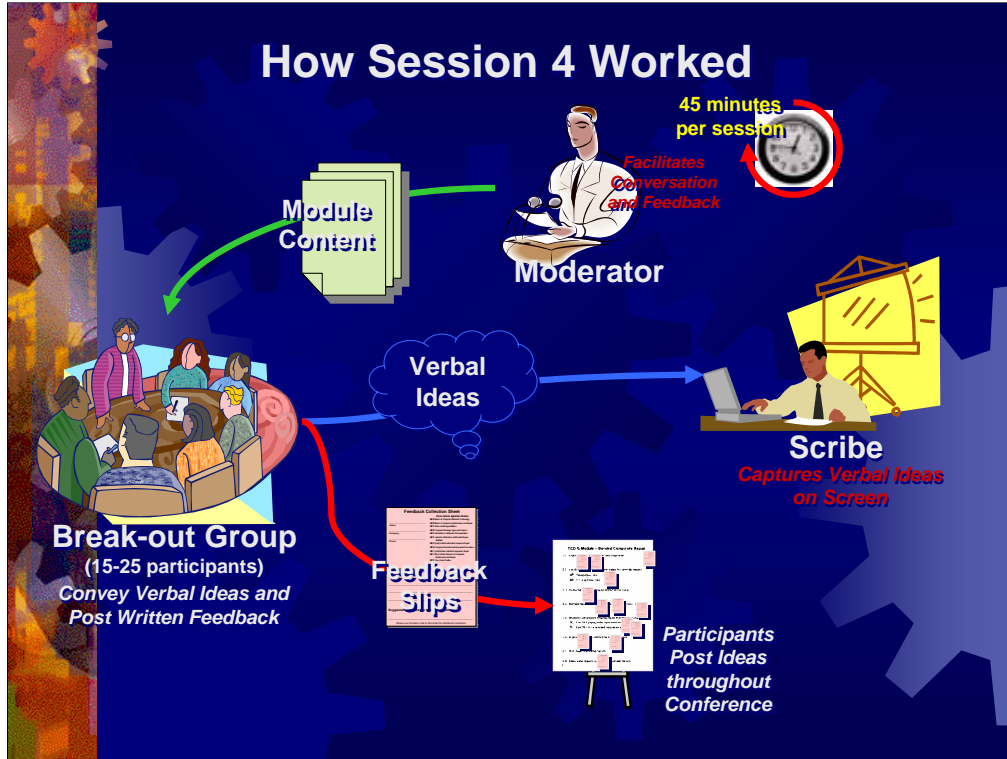 How Session 4 Worked
45 minutes
per session
Facilitates
Conversation
and Feedback
Moderator
Module
Content
Verbal
Ideas
Scribe
Captures Verbal Ideas
on Screen
Break-out Group
(15-25 participants)
Convey Verbal Ideas and
Post Written Feedback
Feedback Collection Sheet
Feedback
Slips
Participants
Post Ideas
throughout
Conference